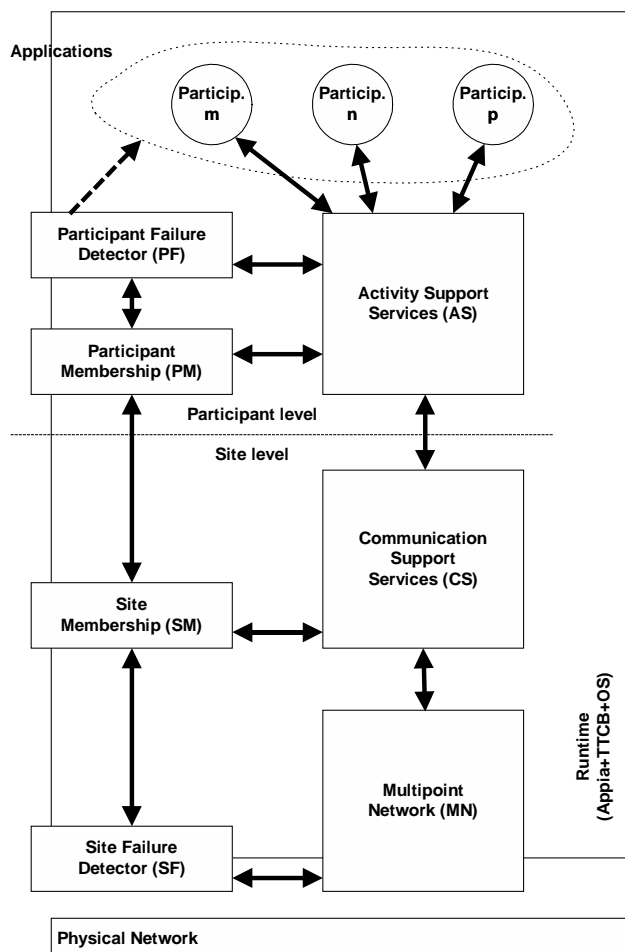 Applications
Particip.
m
Particip.
n
Particip.
p
Participant Failure
Detector (PF)
Activity Support
Services (AS)
Participant
Membership (PM)
Participant level
Site level
Communication
Support
Services (CS)
Site
Membership (SM)
Runtime
(Appia+TTCB+OS)
Multipoint
Network (MN)
Site Failure
Detector (SF)
Physical Network